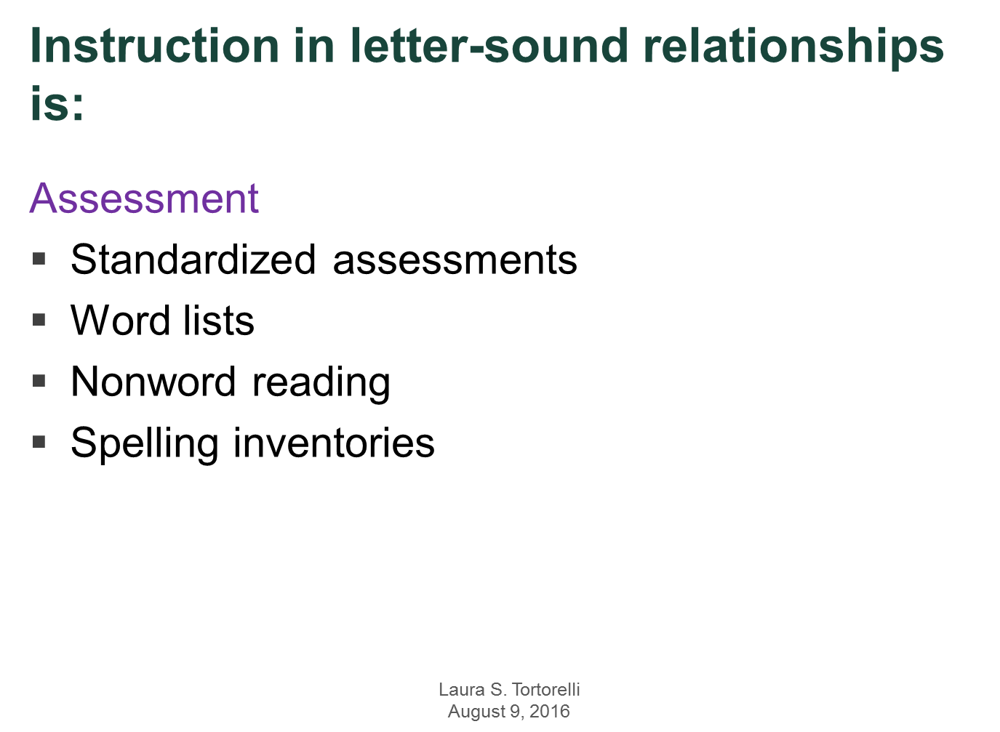 Instruction in letter-sound relationships
is:
Assessment
▪ Standardized assessments
▪ Word lists
▪ Nonword reading
▪ Spelling inventories
Laura S. Tortorelli
August 9, 2016